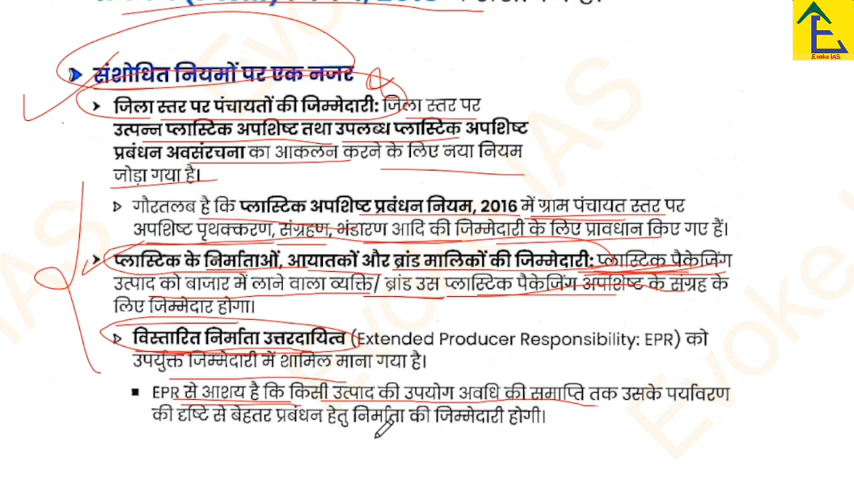 संशोधित नियमों पर एक नजर
जिला स्तर पर पंचायतों की जिम्मेदारी: जिला स्तर पर
उत्पन्न प्लास्टिक अपशिष्ट तथा उपलब्ध प्लास्टिक अपशिष्ट
प्रबंधन अवसंरचना का आकलन करने के लिए नया नियम
जोड़ा गया है।
गौरतलब है कि प्लास्टिक अपशिष्ट प्रबंधन नियम, 2016 में ग्राम पंचायत स्तर पर
अपशिष्ट पृथक्करण, संग्रहण, भंडारण आदि की जिम्मेदारी के लिए प्रावधान किए गए हैं।
प्लास्टिक के निर्माताओं, आयातकों और ब्रांड मालिकों की जिम्मेदारी: प्लास्टिक पैकेजिंग
उत्पाद को बाजार में लाने वाला व्यक्ति/ ब्रांड उस प्लास्टिक पैकेजिंग अपशिष्ट के संग्रह के
लिए जिम्मेदार होगा।
विस्तारित निर्माता उत्तरदायित्व (Extended Producer Responsibility: EPR) को
उपर्युक्त जिम्मेदारी में शामिल माना गया है।
EPR से आशय है कि किसी उत्पाद की उपयोग अवधि की समाप्ति तक उसके पर्यावरण
की दृष्टि से बेहतर प्रबंधन हेतु निर्माता की जिम्मेदारी होगी।
Evoke IAS